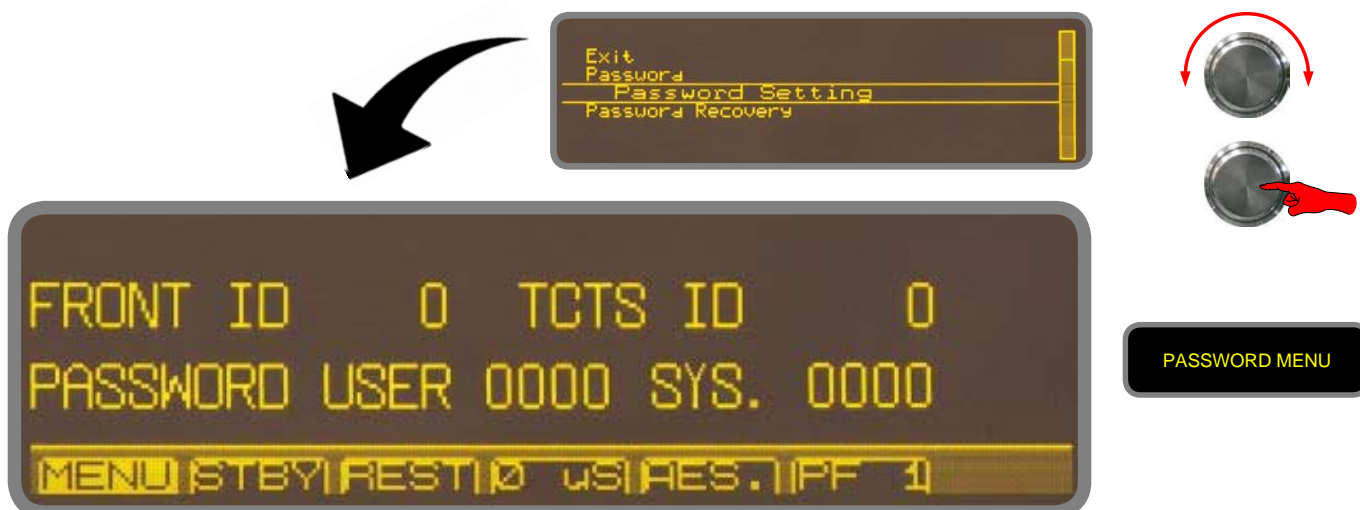 Exit
Password
Password Setting
Password Recovery
FRONT ID 0 TCTS ID 0
PASSWORD USER 0000 SYS. 0000
MENU STBY REST 0 uS AES. PF 1
PASSWORD MENU